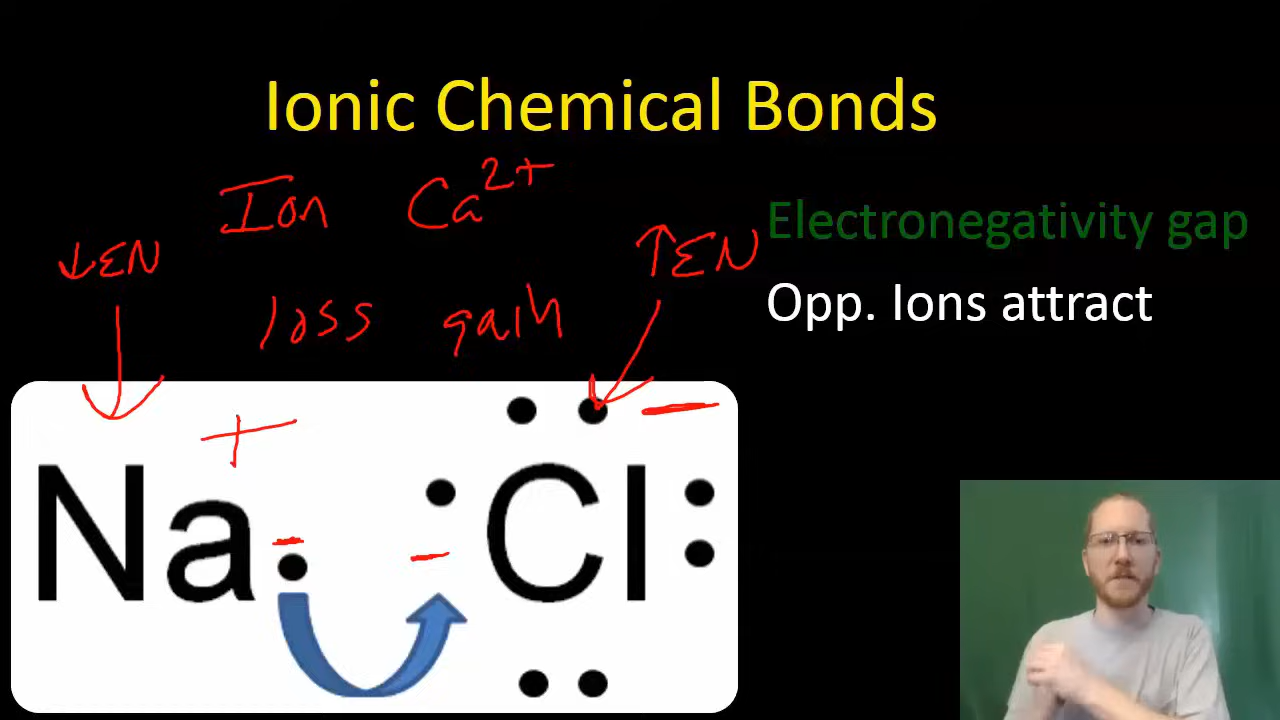 Ionic Chemical Bonds
Ion Ca²⁺
Electronegativity gap
↓EN ↑EN
Opp. Ions attract
loss gain
+ −
Na Cl
− −